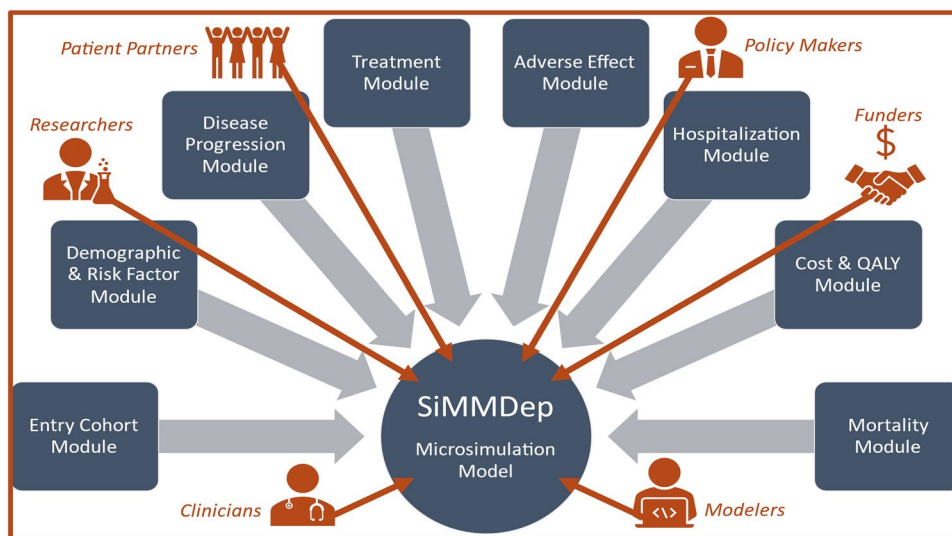 Patient Partners
Treatment
Module
Adverse Effect
Module
Policy Makers
Researchers
Disease
Progression
Module
Hospitalization
Module
Funders
$
Demographic
& Risk Factor
Module
Cost & QALY
Module
Entry Cohort
Module
SiMMDep
Microsimulation
Model
Mortality
Module
Clinicians
</>
Modelers